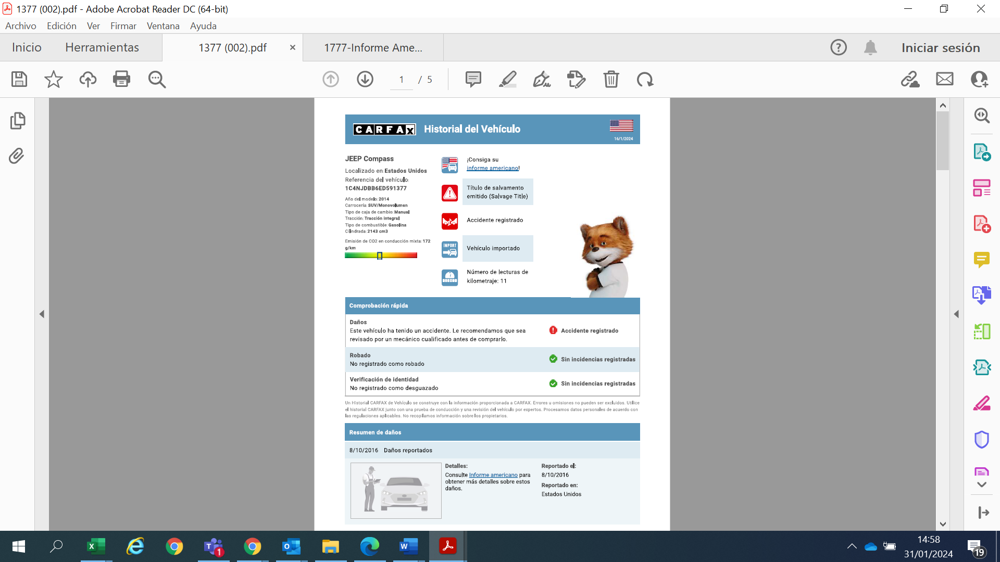 1377 (002).pdf - Adobe Acrobat Reader DC (64-bit)
Archivo Edición Ver Firmar Ventana Ayuda
Inicio Herramientas 1377 (002).pdf × 1777-Informe Ame... Iniciar sesión
1 / 5
CARFAX Historial del Vehículo
16/1/2024
JEEP Compass
Localizado en: Estados Unidos
Referencia del vehículo:
1C4NJDBB6ED591377
Año del modelo: 2014
Carrocería: SUV/Monovolumen
Tipo de caja de cambio: Manual
Tracción: Tracción integral
Tipo de combustible: Gasolina
Cilindrada: 2143 cm3
Emisión de CO2 en conducción mixta: 172
g/km
¡Consiga su
informe americano!
Título de salvamento
emitido (Salvage Title)
Accidente registrado
IMPORT
Vehículo importado
Número de lecturas de
kilometraje: 11
Comprobación rápida
Daños
Este vehículo ha tenido un accidente. Le recomendamos que sea
revisado por un mecánico cualificado antes de comprarlo.
Accidente registrado
Robado
No registrado como robado
Sin incidencias registradas
Verificación de identidad
No registrado como desguazado
Sin incidencias registradas
Un Historial CARFAX de Vehículo se construye con la información proporcionada a CARFAX. Errores u omisiones no pueden ser excluidos. Utilice
el historial CARFAX junto con una prueba de conducción y una revisión del vehículo por expertos. Procesamos datos personales de acuerdo con
las regulaciones aplicables. No recopilamos información sobre los propietarios.
Resumen de daños
8/10/2016 Daños reportados
Detalles:
Consulte Informe americano para
obtener más detalles sobre estos
daños.
Reportado el:
8/10/2016
Reportado en:
Estados Unidos
1
14:58
31/01/2024
19